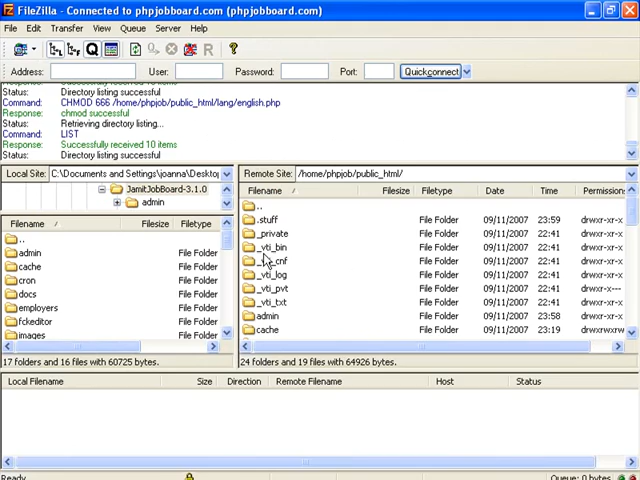 FileZilla - Connected to phpjobboard.com (phpjobboard.com)
File Edit Transfer View Queue Server Help
Address: User: Password: Port: Quickconnect
Status: Directory listing successful
Command: CHMOD 666 /home/phpjob/public_html/lang/english.php
Response: chmod successful
Status: Retrieving directory listing...
Command: LIST
Response: Successfully received 10 items
Status: Directory listing successful
Local Site: C:\Documents and Settings\joanna\Desktop
JamitJobBoard-3.1.0
admin
Filename / Filesize Filetype
..
admin File Folder
cache File Folder
cron File Folder
docs File Folder
employers File Folder
fckeditor File Folder
images File Folder
17 folders and 16 files with 60725 bytes.
Remote Site: /home/phpjob/public_html/
Filename / Filesize Filetype Date Time Permissions
..
.stuff File Folder 09/11/2007 23:59 drwxr-xr-x
_private File Folder 09/11/2007 22:41 drwxr-xr-x
_vti_bin File Folder 09/11/2007 22:41 drwxr-xr-x
_cnf File Folder 09/11/2007 22:41 drwxr-xr-x
_vti_log File Folder 09/11/2007 22:41 drwxr-xr-x
_vti_pvt File Folder 09/11/2007 22:41 drwxr-x---
_vti_txt File Folder 09/11/2007 22:41 drwxr-xr-x
admin File Folder 09/11/2007 23:58 drwxr-xr-x
cache File Folder 09/11/2007 23:19 drwxrwxrw
24 folders and 19 files with 64926 bytes.
Local Filename Size Direction Remote Filename Host Status
Ready Queue: 0 bytes